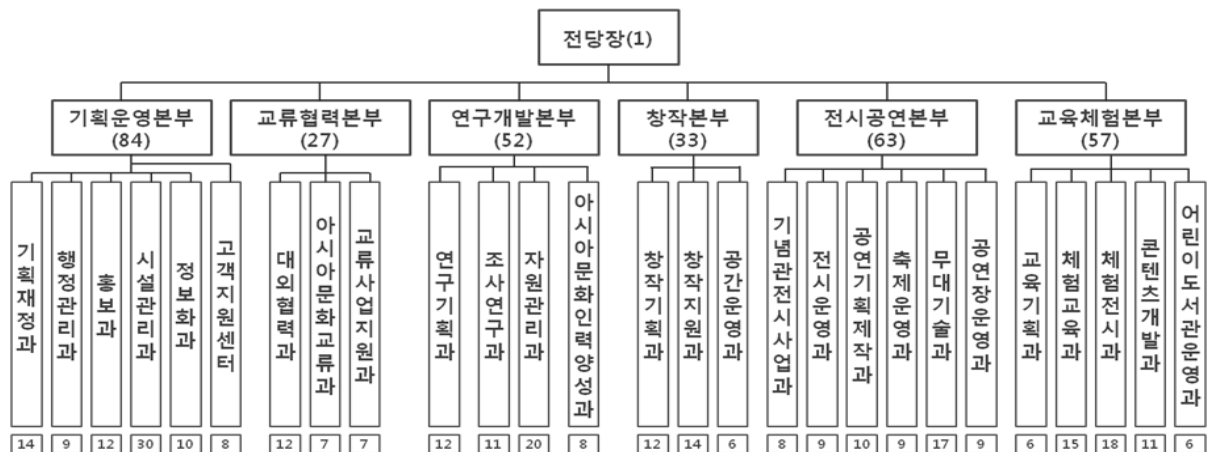 전당장(1)
기획운영본부
(84)
교류협력본부
(27)
연구개발본부
(52)
창작본부
(33)
전시공연본부
(63)
교육체험본부
(57)
기획재정과
행정관리과
홍보과
시설관리과
정보화과
고객지원센터
대외협력과
아시아문화교류과
교류사업지원과
연구기획과
조사연구과
자원관리과
아시아문화인력양성과
창작기획과
창작지원과
공간운영과
기념관전시사업과
전시운영과
공연기획제작과
축제운영과
무대기술과
공연장운영과
교육기획과
체험교육과
체험전시과
콘텐츠개발과
어린이도서관운영과
14 9 12 30 10 8 12 7 7 12 11 20 8 12 14 6 8 9 10 9 17 9 6 15 18 11 6